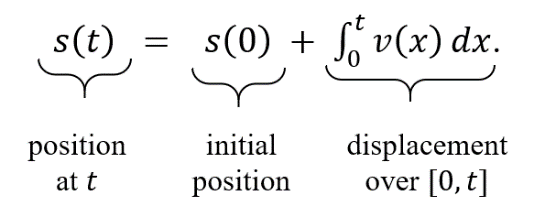 s(t) = s(0) + ∫₀ᵗ v(x) dx.
position initial displacement
at t position over [0, t]